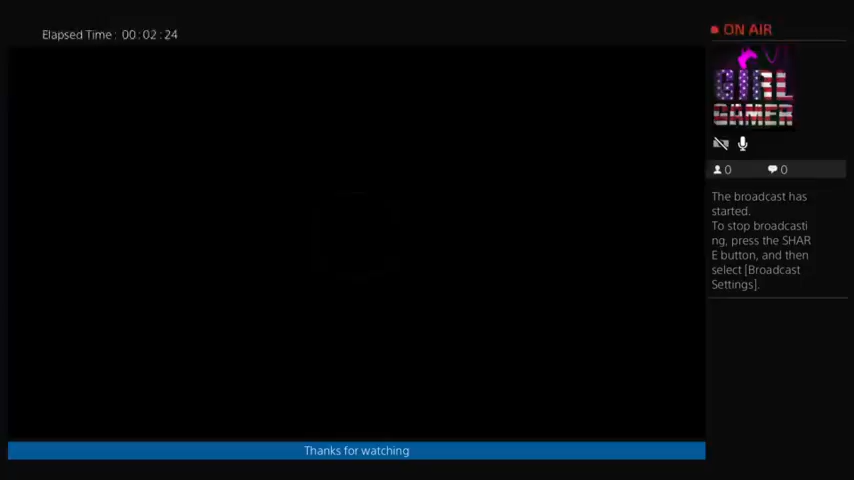 Elapsed Time : 00:02:24
ON AIR
GIRL
GAMER
0 0
The broadcast has
started.
To stop broadcasti
ng, press the SHAR
E button, and then
select [Broadcast
Settings].
Thanks for watching